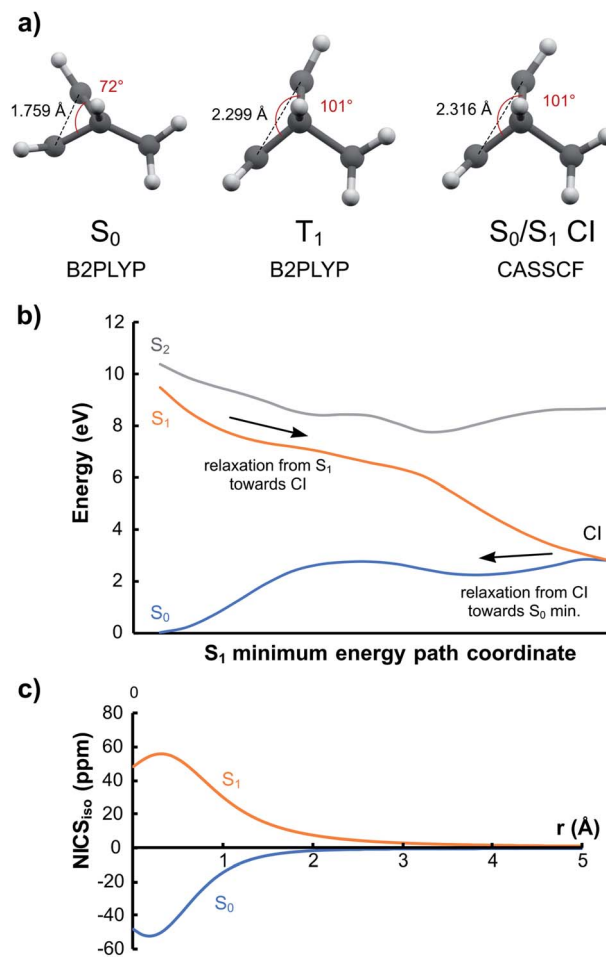 a)
72°
1.759 Å
101°
2.299 Å
101°
2.316 Å
S₀
T₁
S₀/S₁ CI
B2PLYP
B2PLYP
CASSCF
b)
12
10
8
6
4
2
0
Energy (eV)
S₂
S₁
relaxation from S₁
towards CI
CI
relaxation from CI
towards S₀ min.
S₀
S₁ minimum energy path coordinate
c)
0
80
60
40
20
0
-20
-40
-60
NICSiso (ppm)
S₁
r (Å)
1 2 3 4 5
S₀